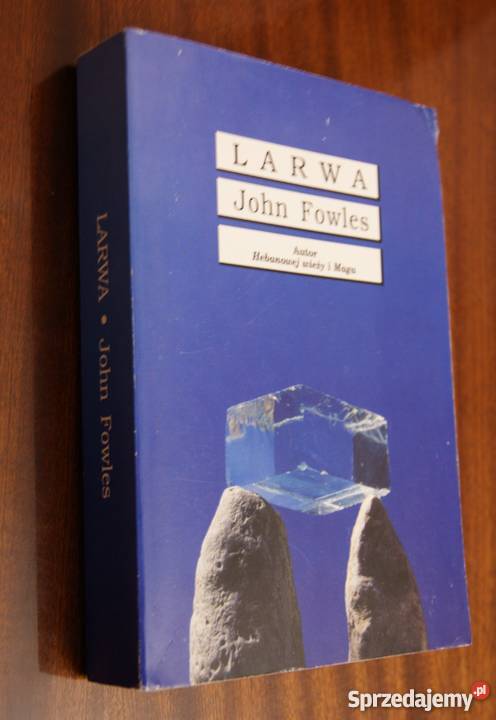 LARWA
John Fowles
Autor
Hebanowej wieży i Maga
LARWA • John Fowles
Sprzedajemy.pl